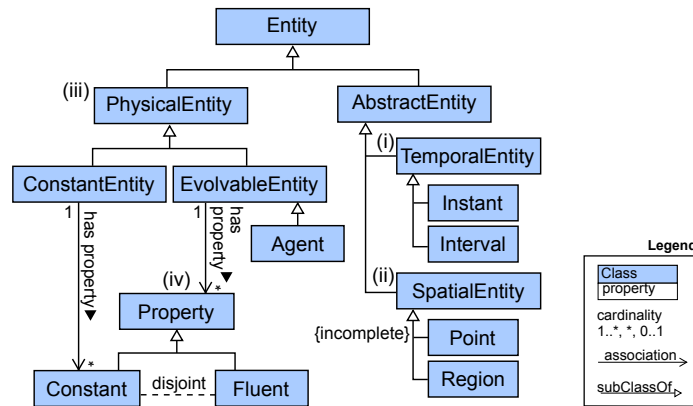 Entity
(iii)
PhysicalEntity
AbstractEntity
(i)
TemporalEntity
ConstantEntity
EvolvableEntity
Instant
1
has property
1
has
property
Agent
Interval
(iv)
*
(ii)
Property
SpatialEntity
{incomplete}
Point
*
Constant
disjoint
Fluent
Region
Legen
Class
property
cardinality
1..*, *, 0..1
association
subClassOf